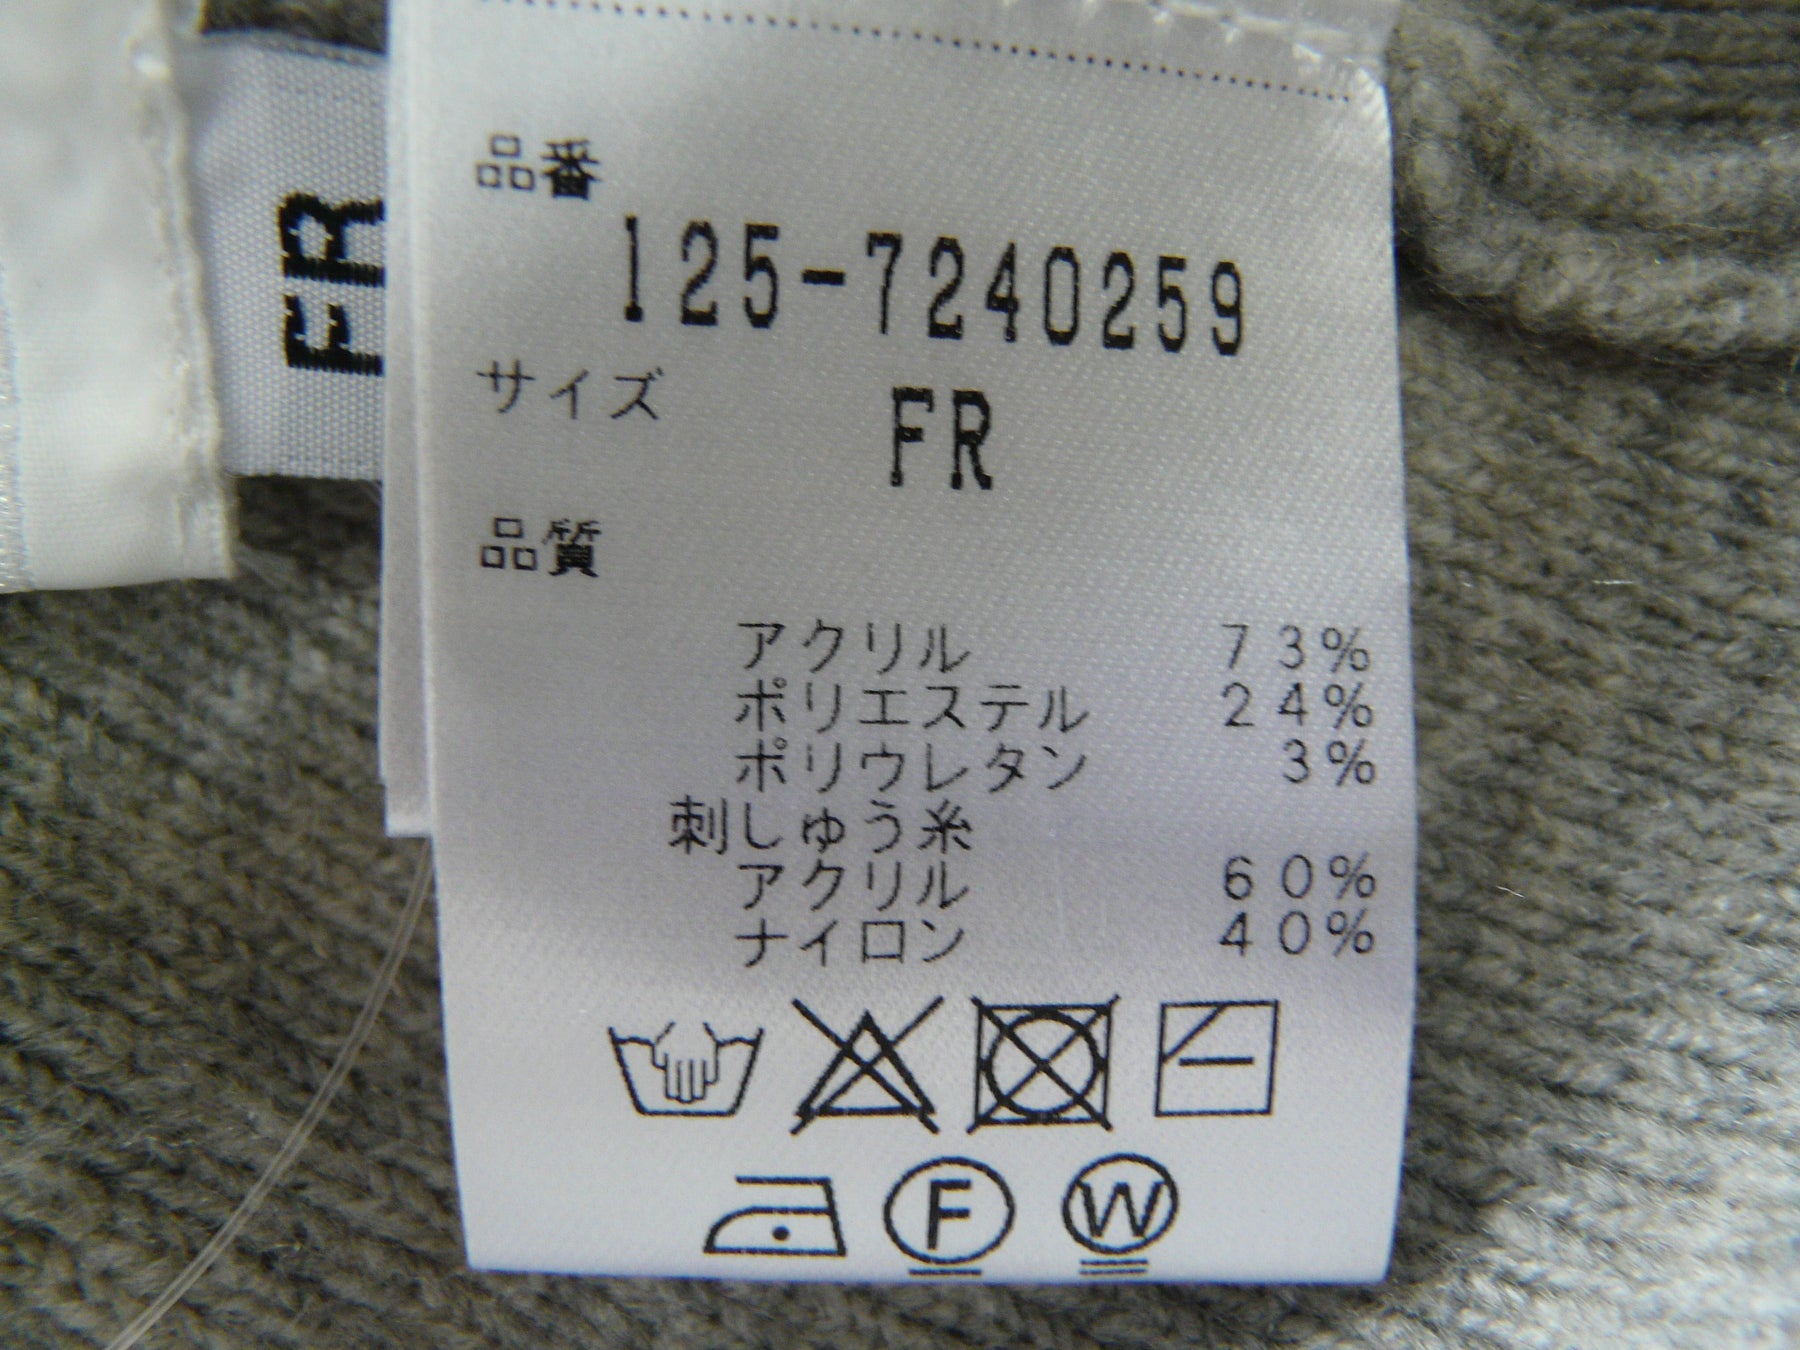 FR
品番
125-7240259
サイズ
FR
品質
アクリル 73%
ポリエステル 24%
ポリウレタン 3%
刺しゅう糸
アクリル 60%
ナイロン 40%
F W